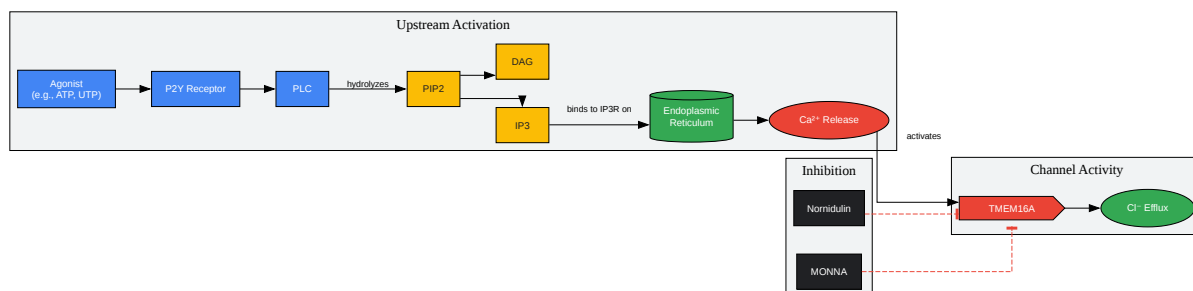 Upstream Activation
Agonist
(e.g., ATP, UTP)
P2Y Receptor
PLC
hydrolyzes
PIP2
DAG
IP3
binds to IP3R on
Endoplasmic
Reticulum
Ca²⁺ Release
activates
Inhibition
Nornidulin
MONNA
Channel Activity
TMEM16A
Cl⁻ Efflux